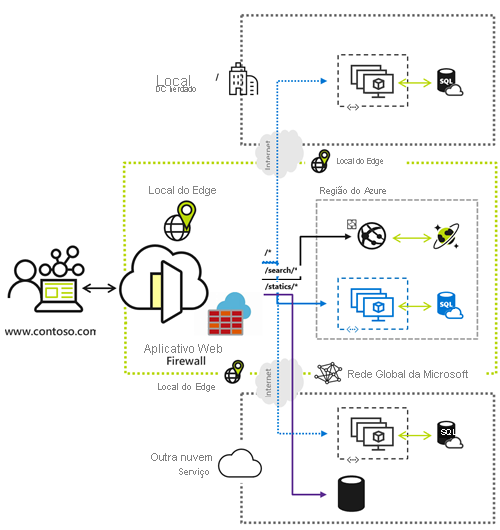 Local
DC herdado
/
SQL
Internet
Local do Edge
Local do Edge
Região do Azure
/*
/search/*
/statics/*
SQL
www.contoso.con
Aplicativo Web
Firewall
Internet
Rede Global da Microsoft
Local do Edge
SQL
Outra nuvem
Serviço